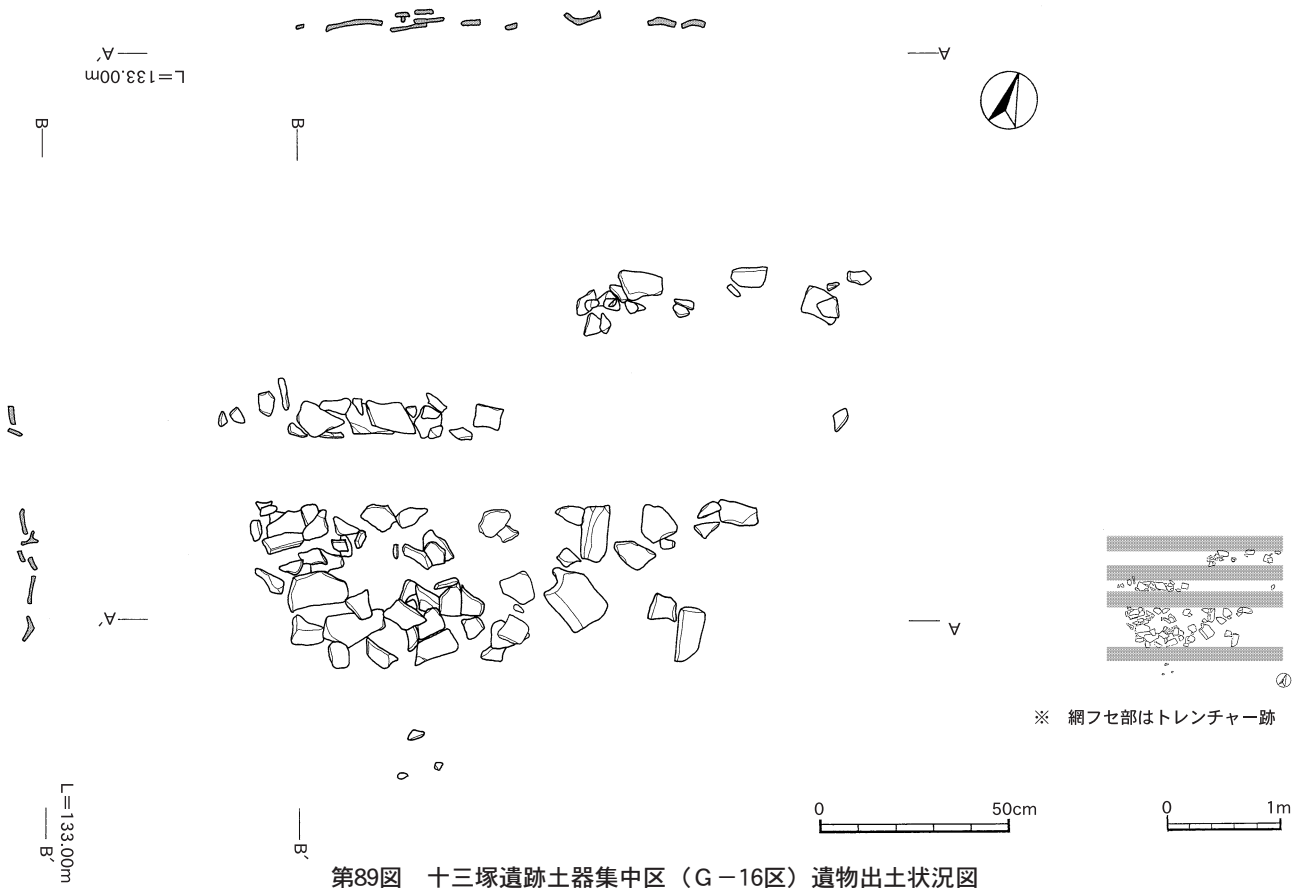 A′
A
L=133.00m
B
B
A′
A
※　網フセ部はトレンチャー跡
L=133.00m
B′
B′
0
50cm
0
1m
第89図　十三塚遺跡土器集中区（G－16区）遺物出土状況図